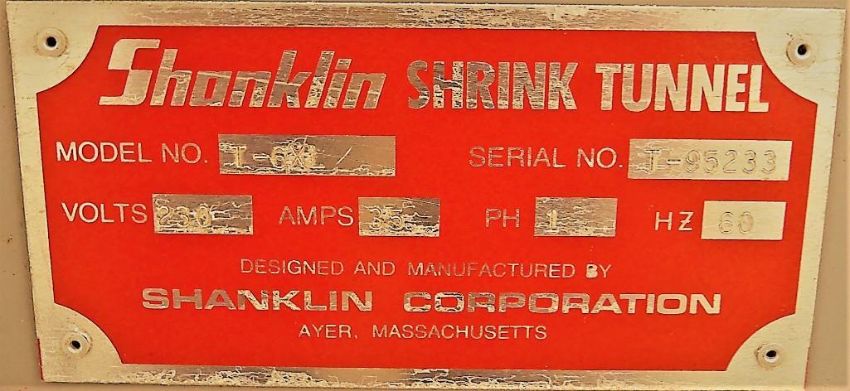 Shanklin SHRINK TUNNEL
MODEL NO. SERIAL NO. T-95233
VOLTS 230 AMPS 35 PH 1 HZ 60
DESIGNED AND MANUFACTURED BY
SHANKLIN CORPORATION
AYER, MASSACHUSETTS